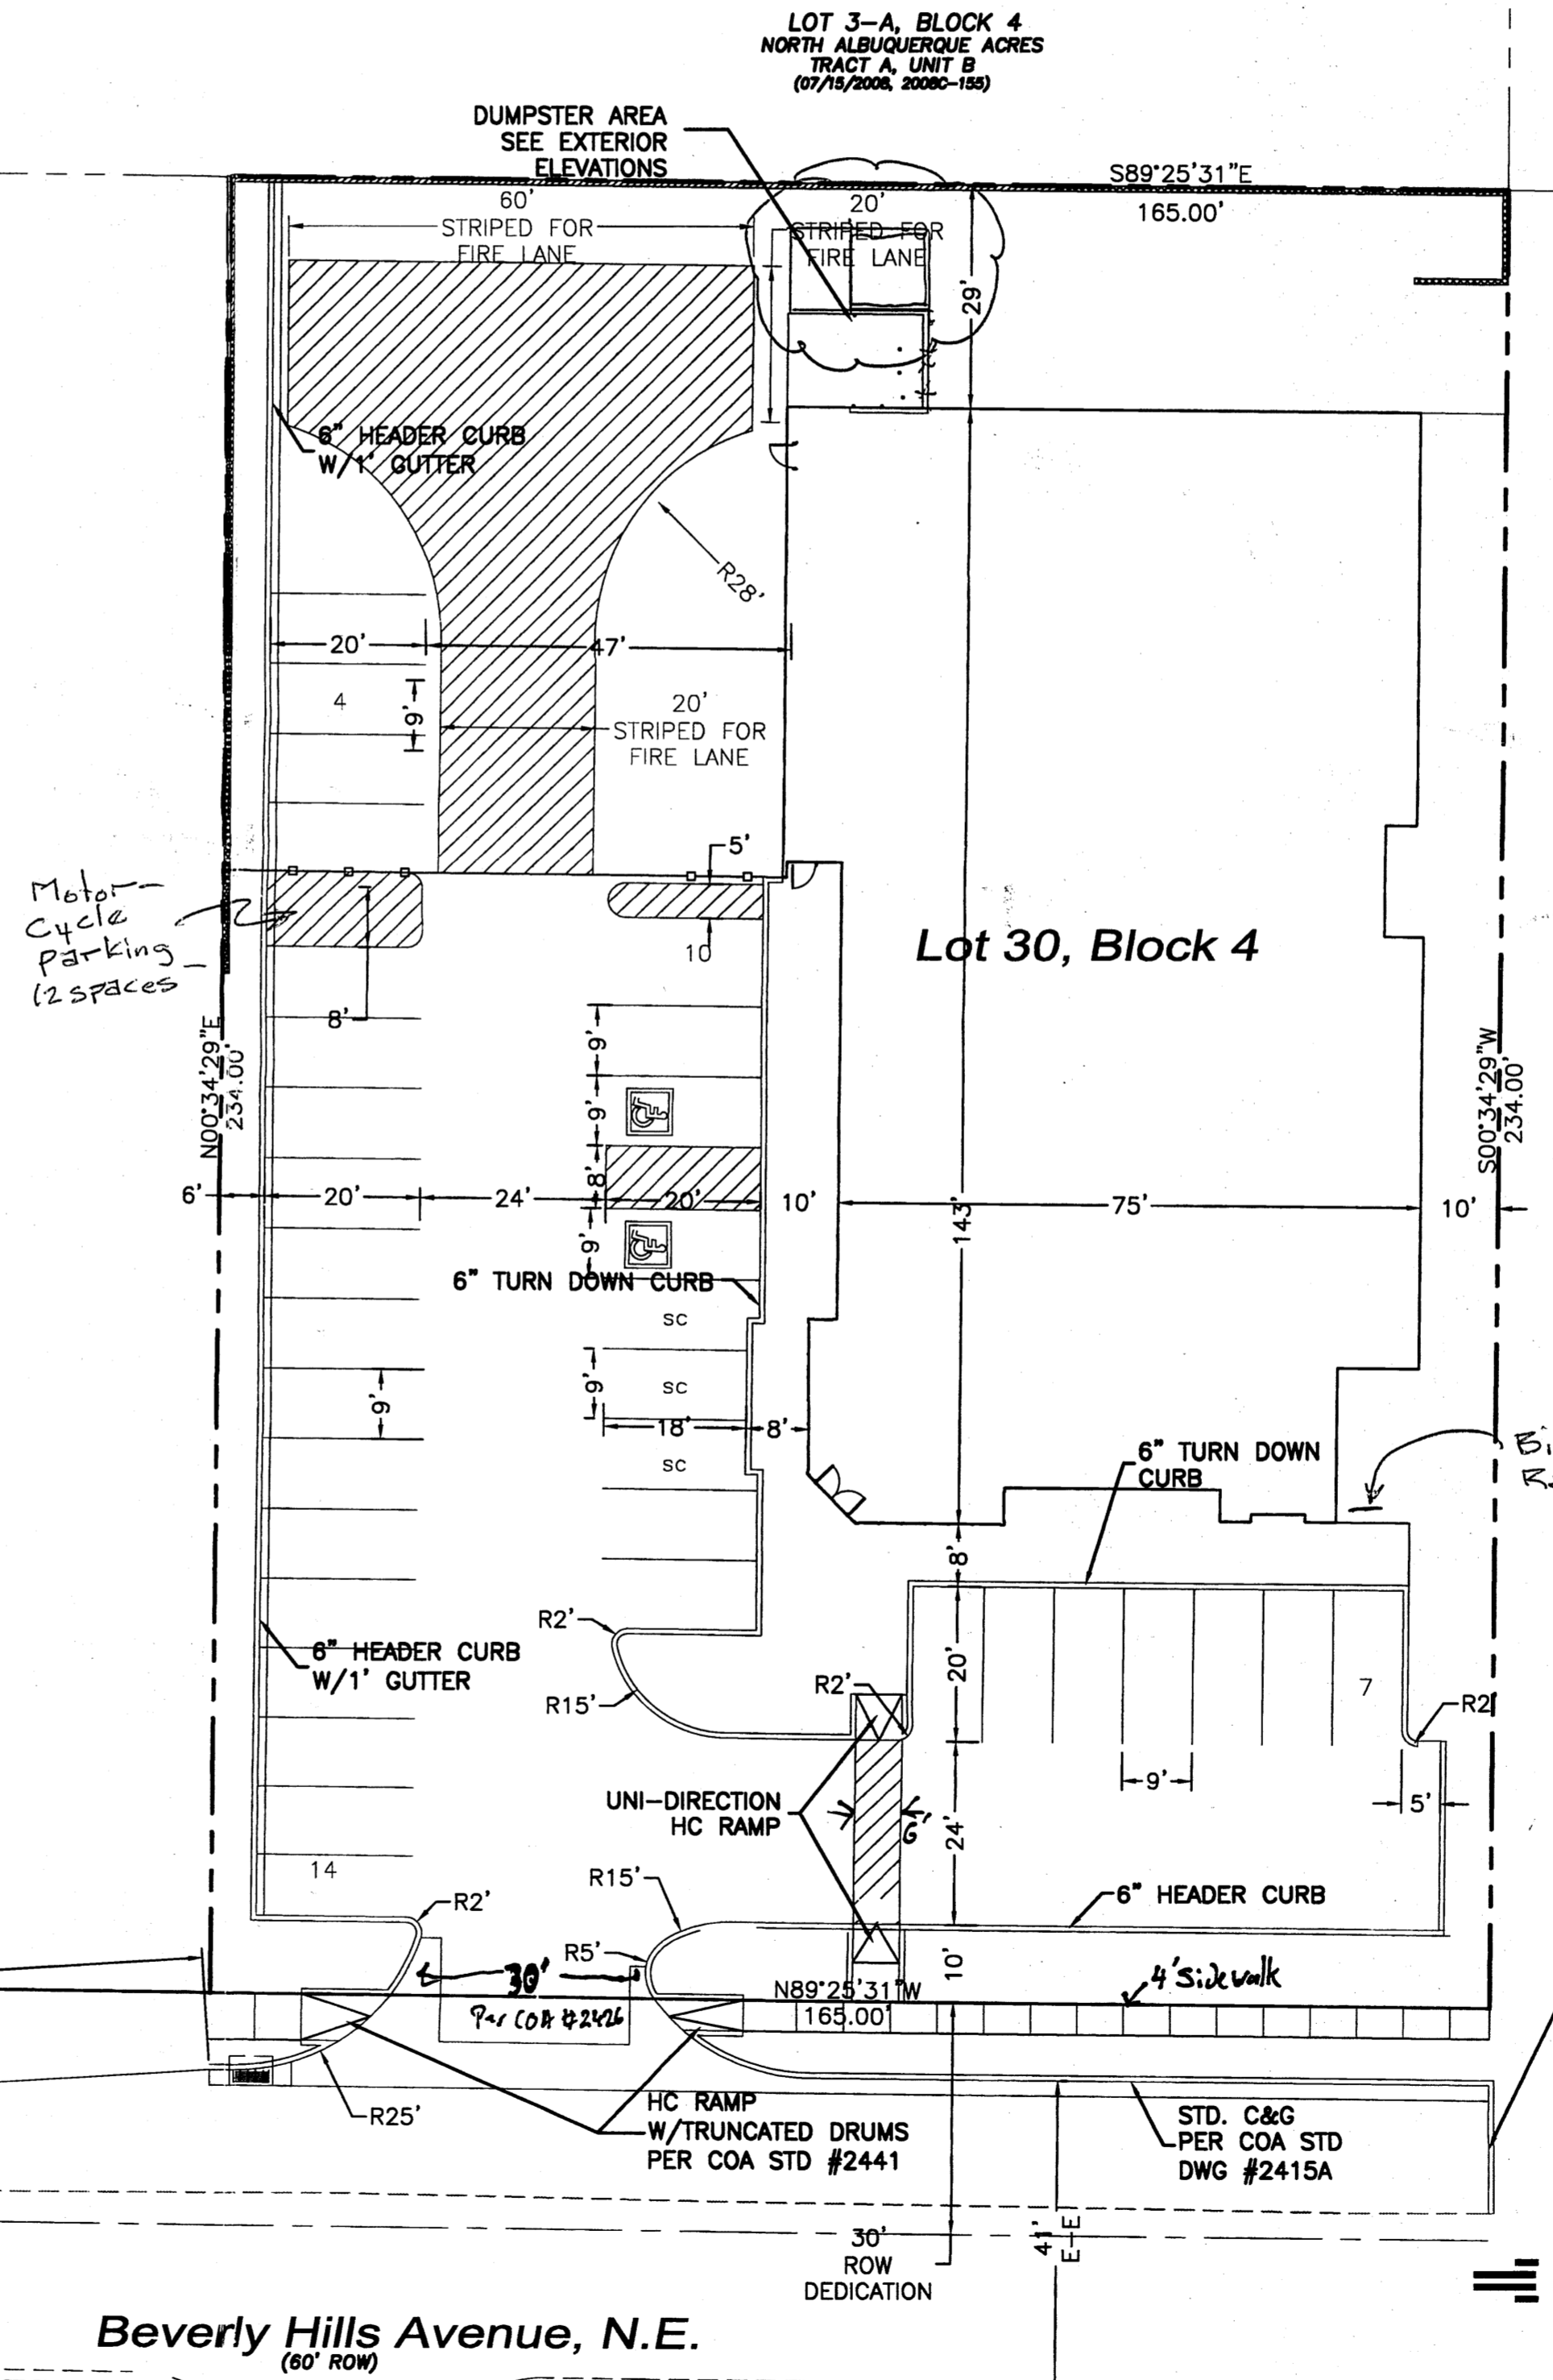 LOT 3-A, BLOCK 4
NORTH ALBUQUERQUE ACRES
TRACT A, UNIT B
(07/15/2008, 2008C-155)
DUMPSTER AREA
SEE EXTERIOR
ELEVATIONS
S89°25'31"E
165.00'
60'
STRIPED FOR
FIRE LANE
20'
STRIPED FOR
FIRE LANE
29'
6" HEADER CURB
W/1' GUTTER
R28'
20'
47'
4
9'
20'
STRIPED FOR
FIRE LANE
5'
Motor-
Cycle
Parking
(2 spaces
10
Lot 30, Block 4
8'
9'
N00°34'29"E
234.00'
S00°34'29"W
234.00'
9'
8'
6'
20'
24'
20'
10'
143'
75'
10'
9'
6" TURN DOWN CURB
SC
9'
SC
9'
18'
8'
SC
6" TURN DOWN
CURB
8'
R2'
6" HEADER CURB
W/1' GUTTER
R15'
R2'
20'
7
R2'
9'
5'
UNI-DIRECTION
HC RAMP
6'
24'
14
R2'
R15'
6" HEADER CURB
R5'
30'
10'
N89°25'31"W
4' Sidewalk
Per COA #2426
165.00'
R25'
HC RAMP
W/TRUNCATED DRUMS
PER COA STD #2441
STD. C&G
PER COA STD
DWG #2415A
30'
ROW
DEDICATION
41'
E-E
Beverly Hills Avenue, N.E.
(60' ROW)